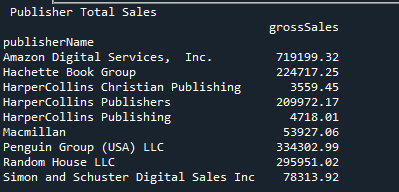 Publisher Total Sales
grossSales
publisherName
Amazon Digital Services,  Inc. 719199.32
Hachette Book Group 224717.25
HarperCollins Christian Publishing 3559.45
HarperCollins Publishers 209972.17
HarperCollins Publishing 4718.01
Macmillan 53927.06
Penguin Group (USA) LLC 334302.99
Random House LLC 295951.02
Simon and Schuster Digital Sales Inc 78313.92